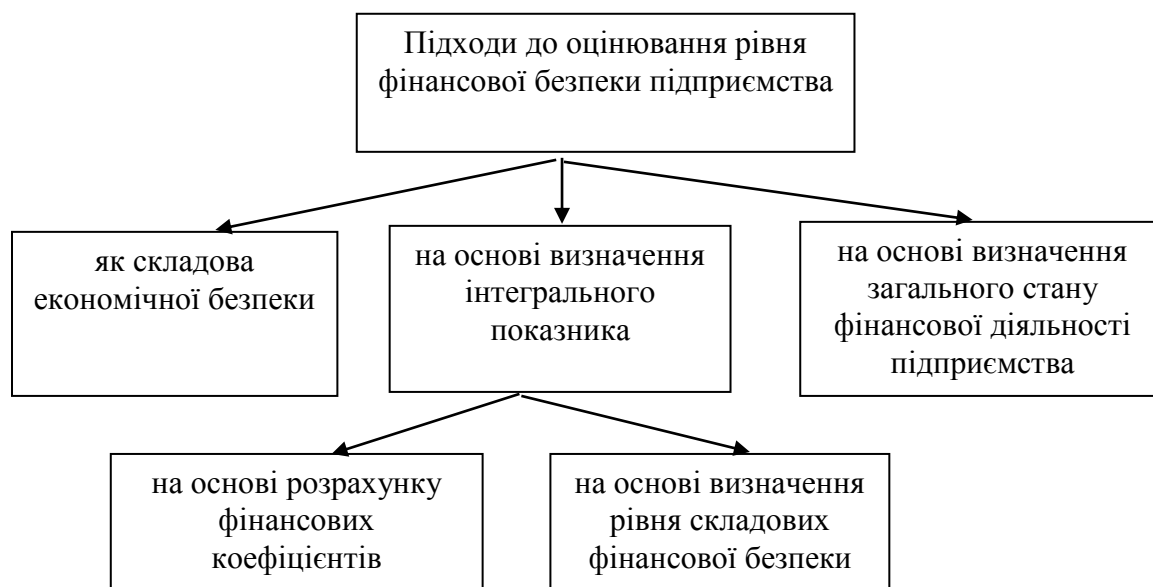 Підходи до оцінювання рівня
фінансової безпеки підприємства
як складова
економічної безпеки
на основі визначення
інтегрального
показника
на основі визначення
загального стану
фінансової діяльності
підприємства
на основі розрахунку
фінансових
коефіцієнтів
на основі визначення
рівня складових
фінансової безпеки